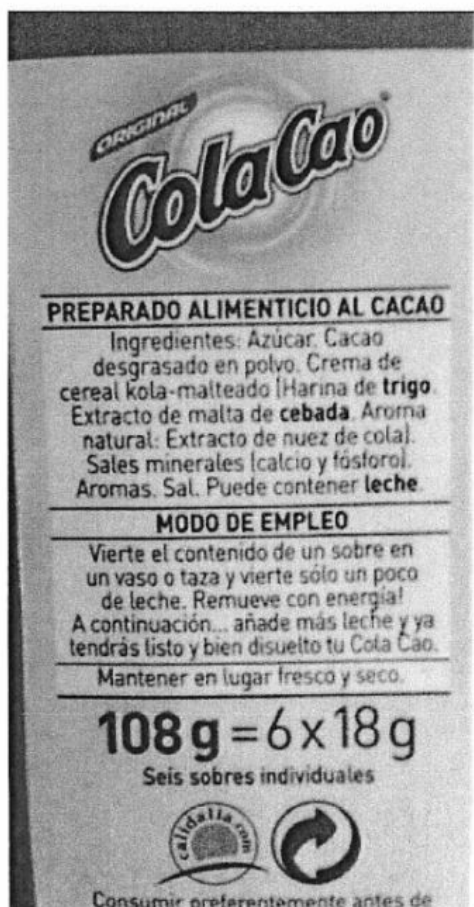 ORIGINAL
ColaCao®
PREPARADO ALIMENTICIO AL CACAO
Ingredientes: Azúcar. Cacao
desgrasado en polvo. Crema de
cereal kola-malteado [Harina de trigo.
Extracto de malta de cebada. Aroma
natural: Extracto de nuez de cola].
Sales minerales [calcio y fósforo].
Aromas. Sal. Puede contener leche.
MODO DE EMPLEO
Vierte el contenido de un sobre en
un vaso o taza y vierte sólo un poco
de leche. Remueve con energía!
A continuación... añade más leche y ya
tendrás listo y bien disuelto tu Cola Cao.
Mantener en lugar fresco y seco.
108 g = 6 x 18 g
Seis sobres individuales
calidalia.com
Consumir preferentemente antes de